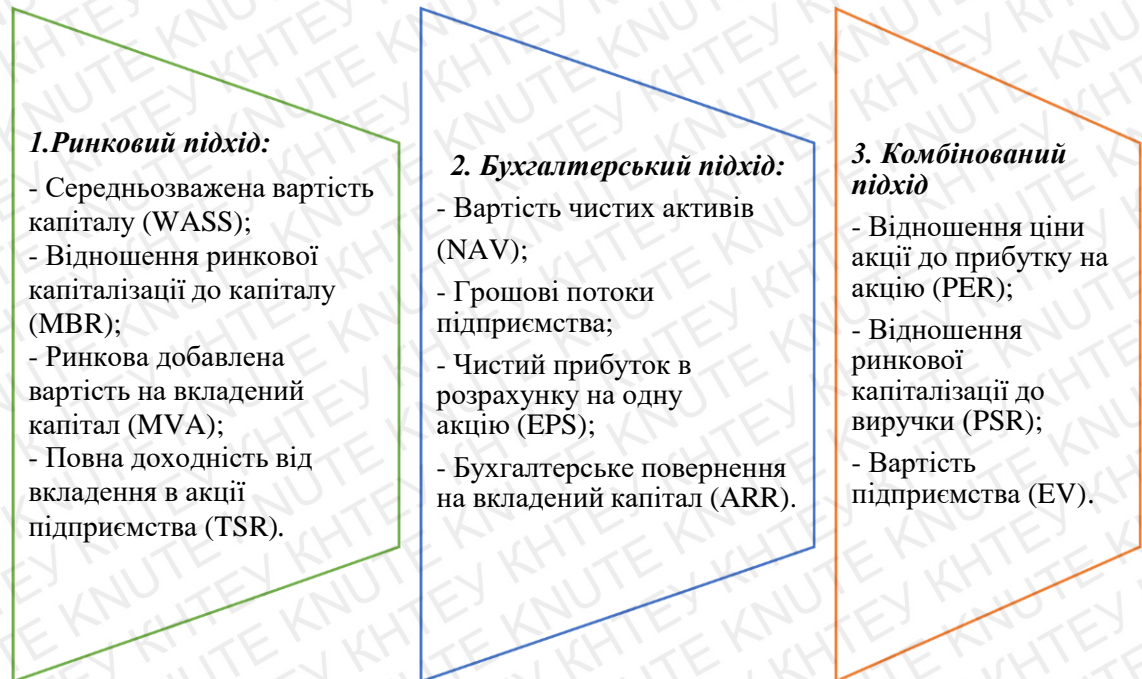 1.Ринковий підхід:
- Середньозважена вартість
капіталу (WASS);
- Відношення ринкової
капіталізації до капіталу
(MBR);
- Ринкова добавлена
вартість на вкладений
капітал (MVA);
- Повна доходність від
вкладення в акції
підприємства (TSR).
2. Бухгалтерський підхід:
- Вартість чистих активів
(NAV);
- Грошові потоки
підприємства;
- Чистий прибуток в
розрахунку на одну
акцію (EPS);
- Бухгалтерське повернення
на вкладений капітал (ARR).
3. Комбінований
підхід
- Відношення ціни
акції до прибутку на
акцію (PER);
- Відношення
ринкової
капіталізації до
виручки (PSR);
- Вартість
підприємства (EV).